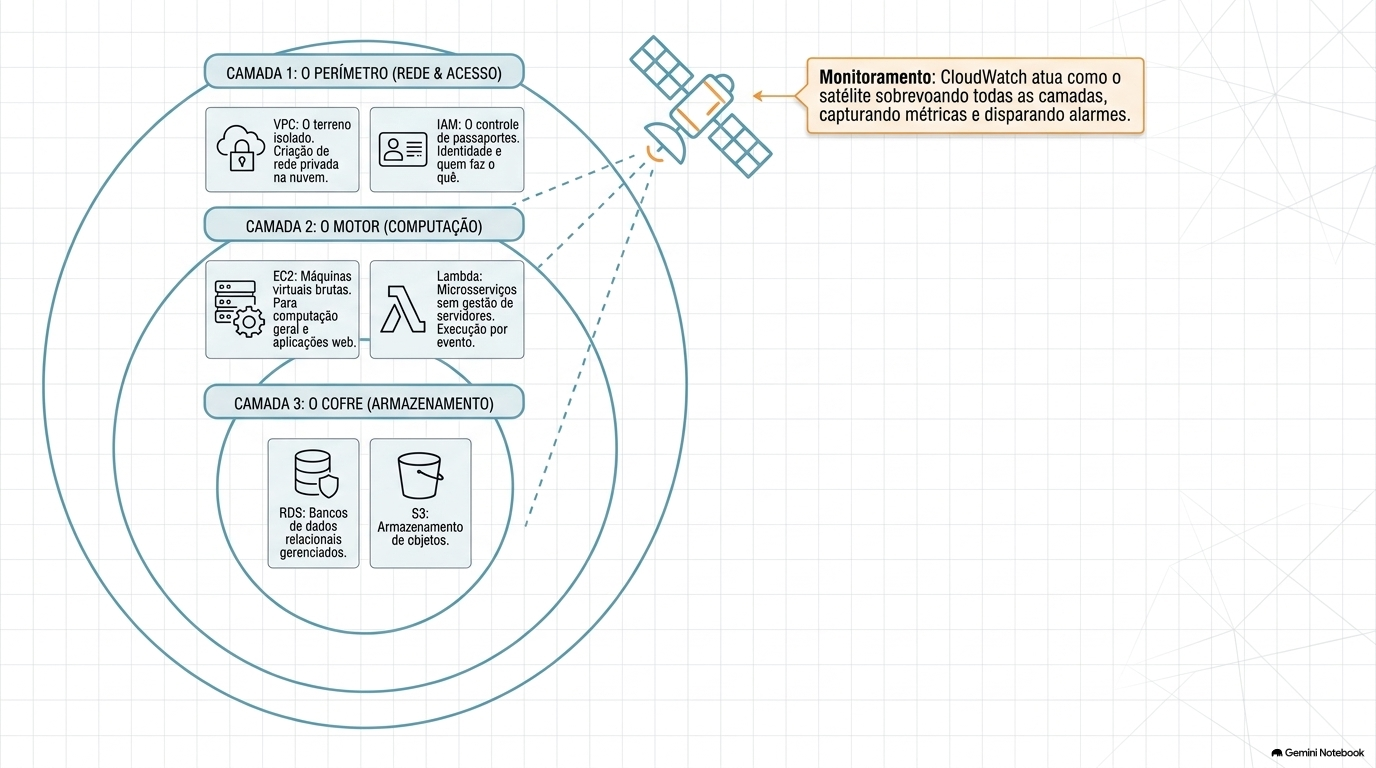 CAMADA 1: O PERÍMETRO (REDE & ACESSO)
VPC: O terreno
isolado.
Criação de
rede privada
na nuvem.
IAM: O controle
de passaportes.
Identidade e
quem faz o
quê.
CAMADA 2: O MOTOR (COMPUTAÇÃO)
EC2: Máquinas
virtuais brutas.
Para
computação
geral e
aplicações web.
Lambda:
Microsserviços
sem gestão de
servidores.
Execução por
evento.
CAMADA 3: O COFRE (ARMAZENAMENTO)
RDS: Bancos
de dados
relacionais
gerenciados.
S3:
Armazenamento
de objetos.
Monitoramento: CloudWatch atua como o
satélite sobrevoando todas as camadas,
capturando métricas e disparando alarmes.
Gemini Notebook